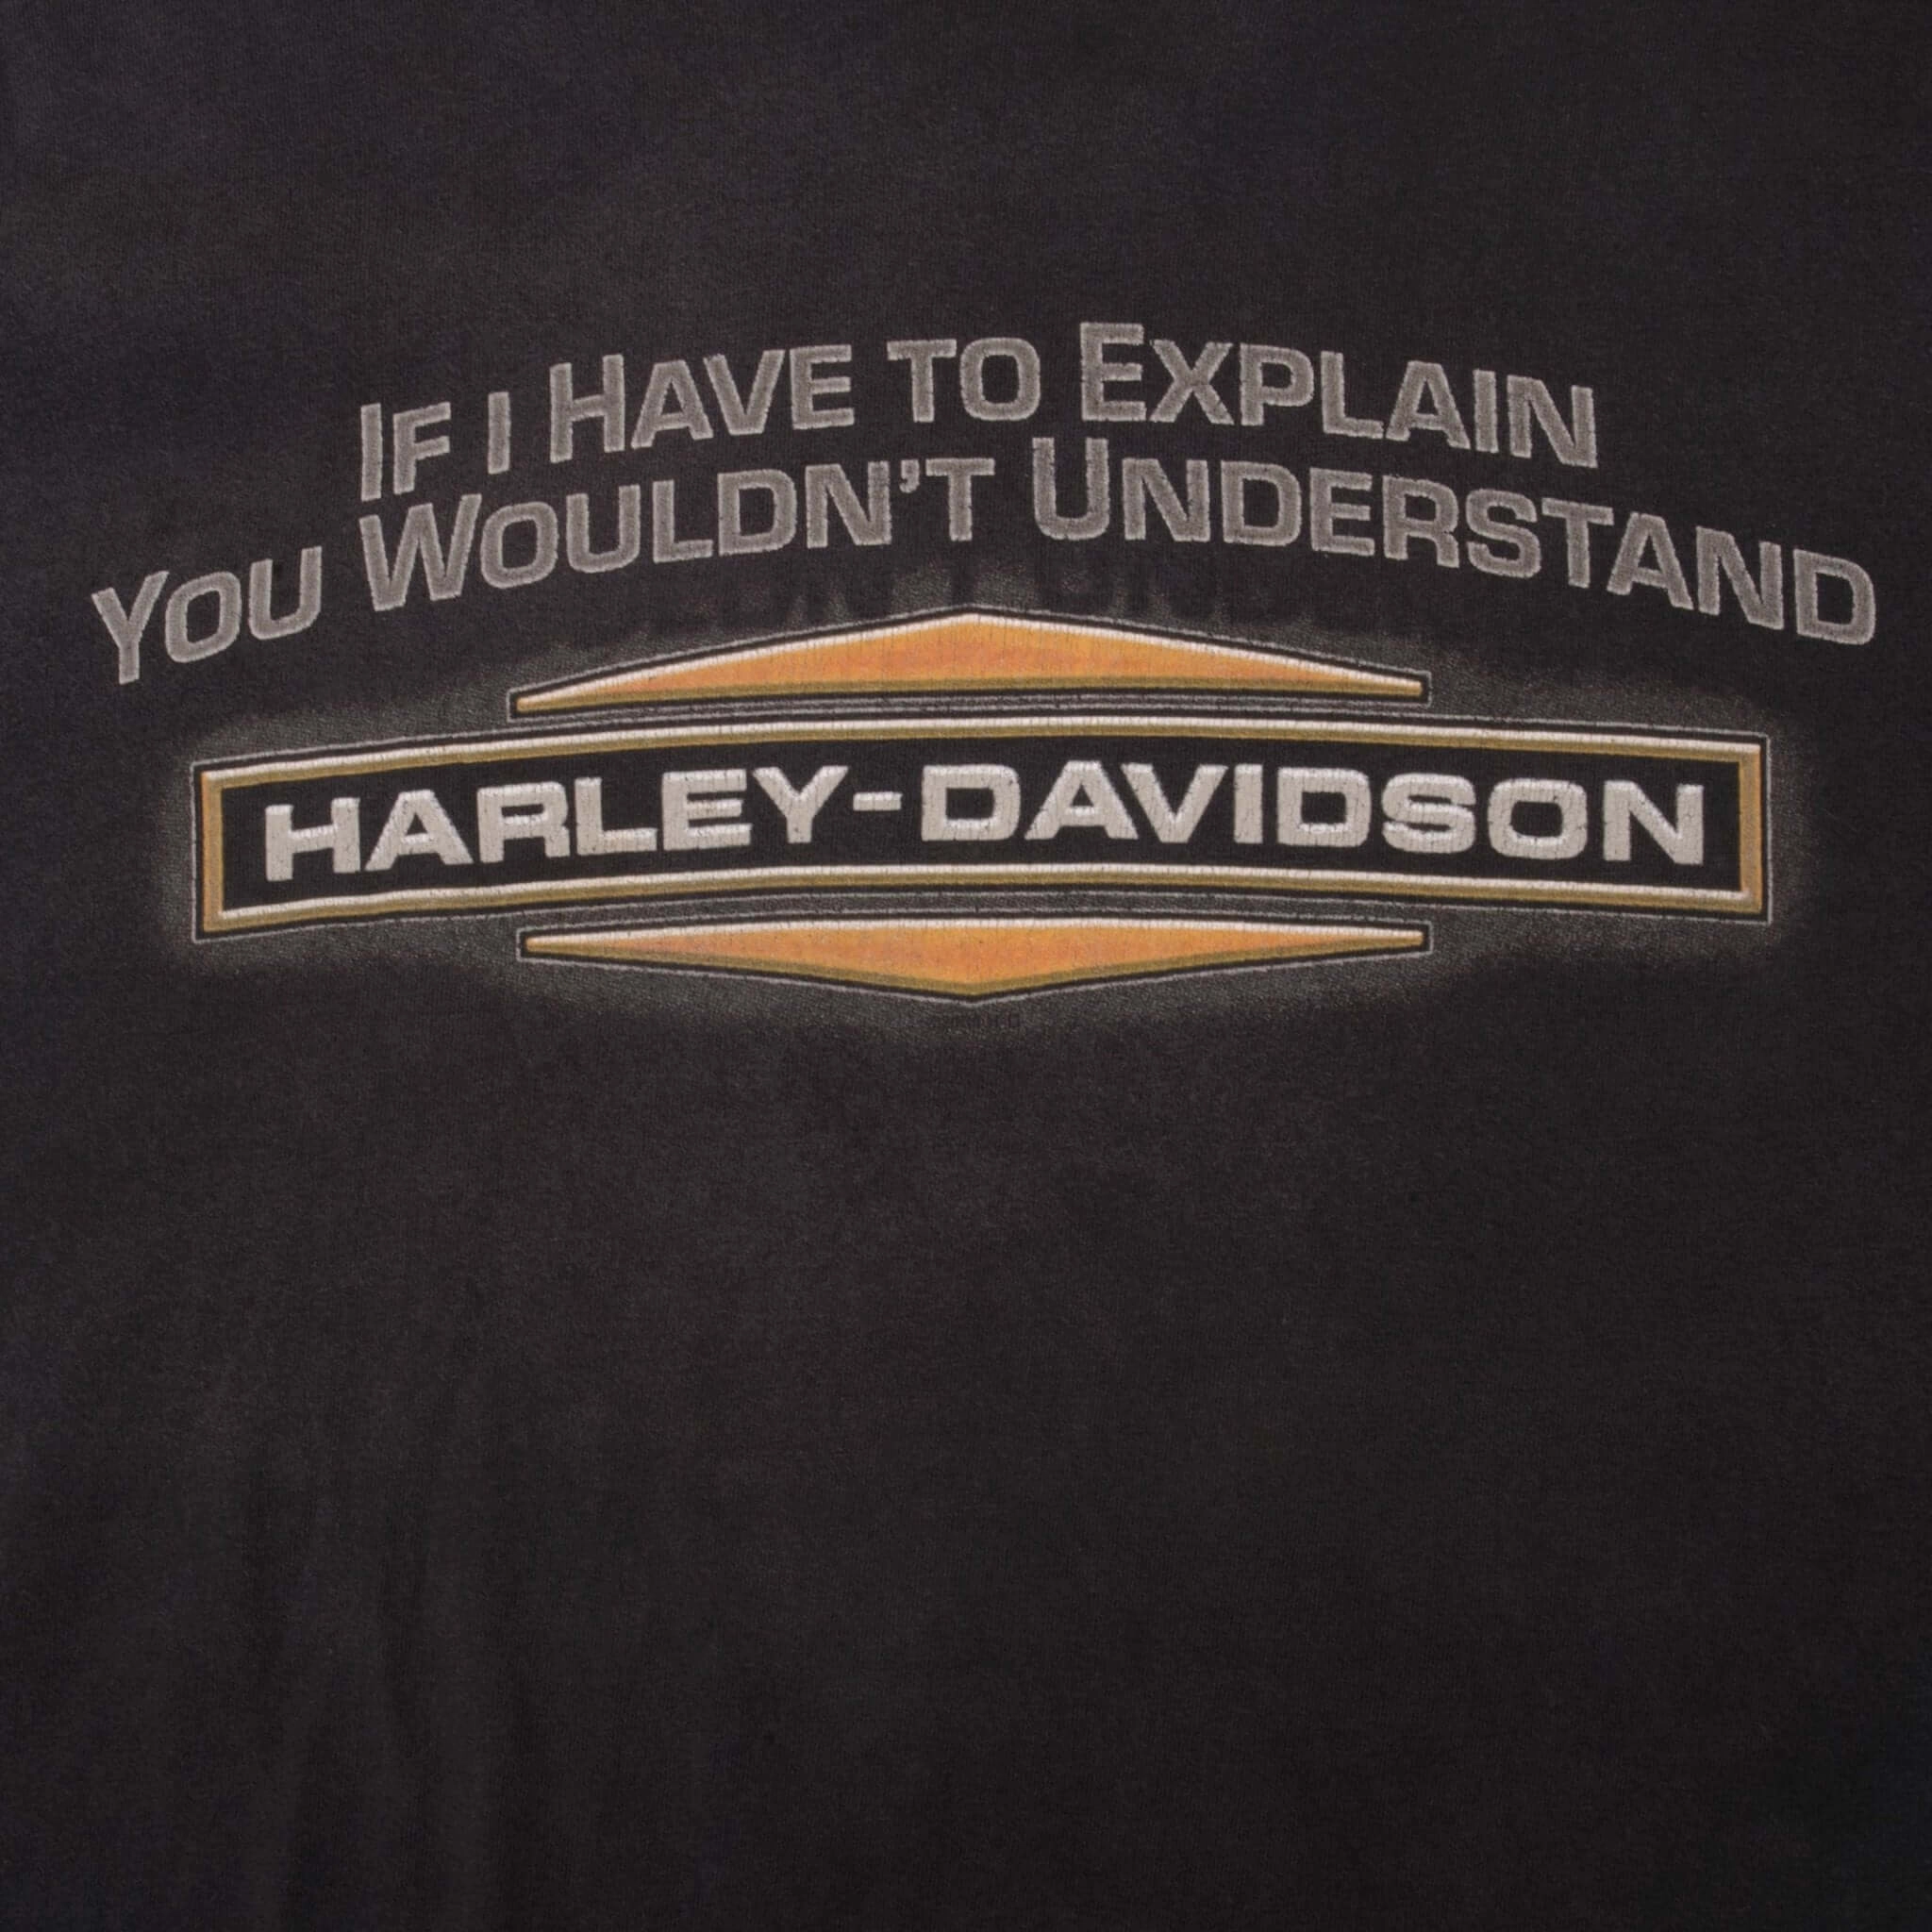 IF I HAVE TO EXPLAIN
YOU WOULDN'T UNDERSTAND
HARLEY-DAVIDSON